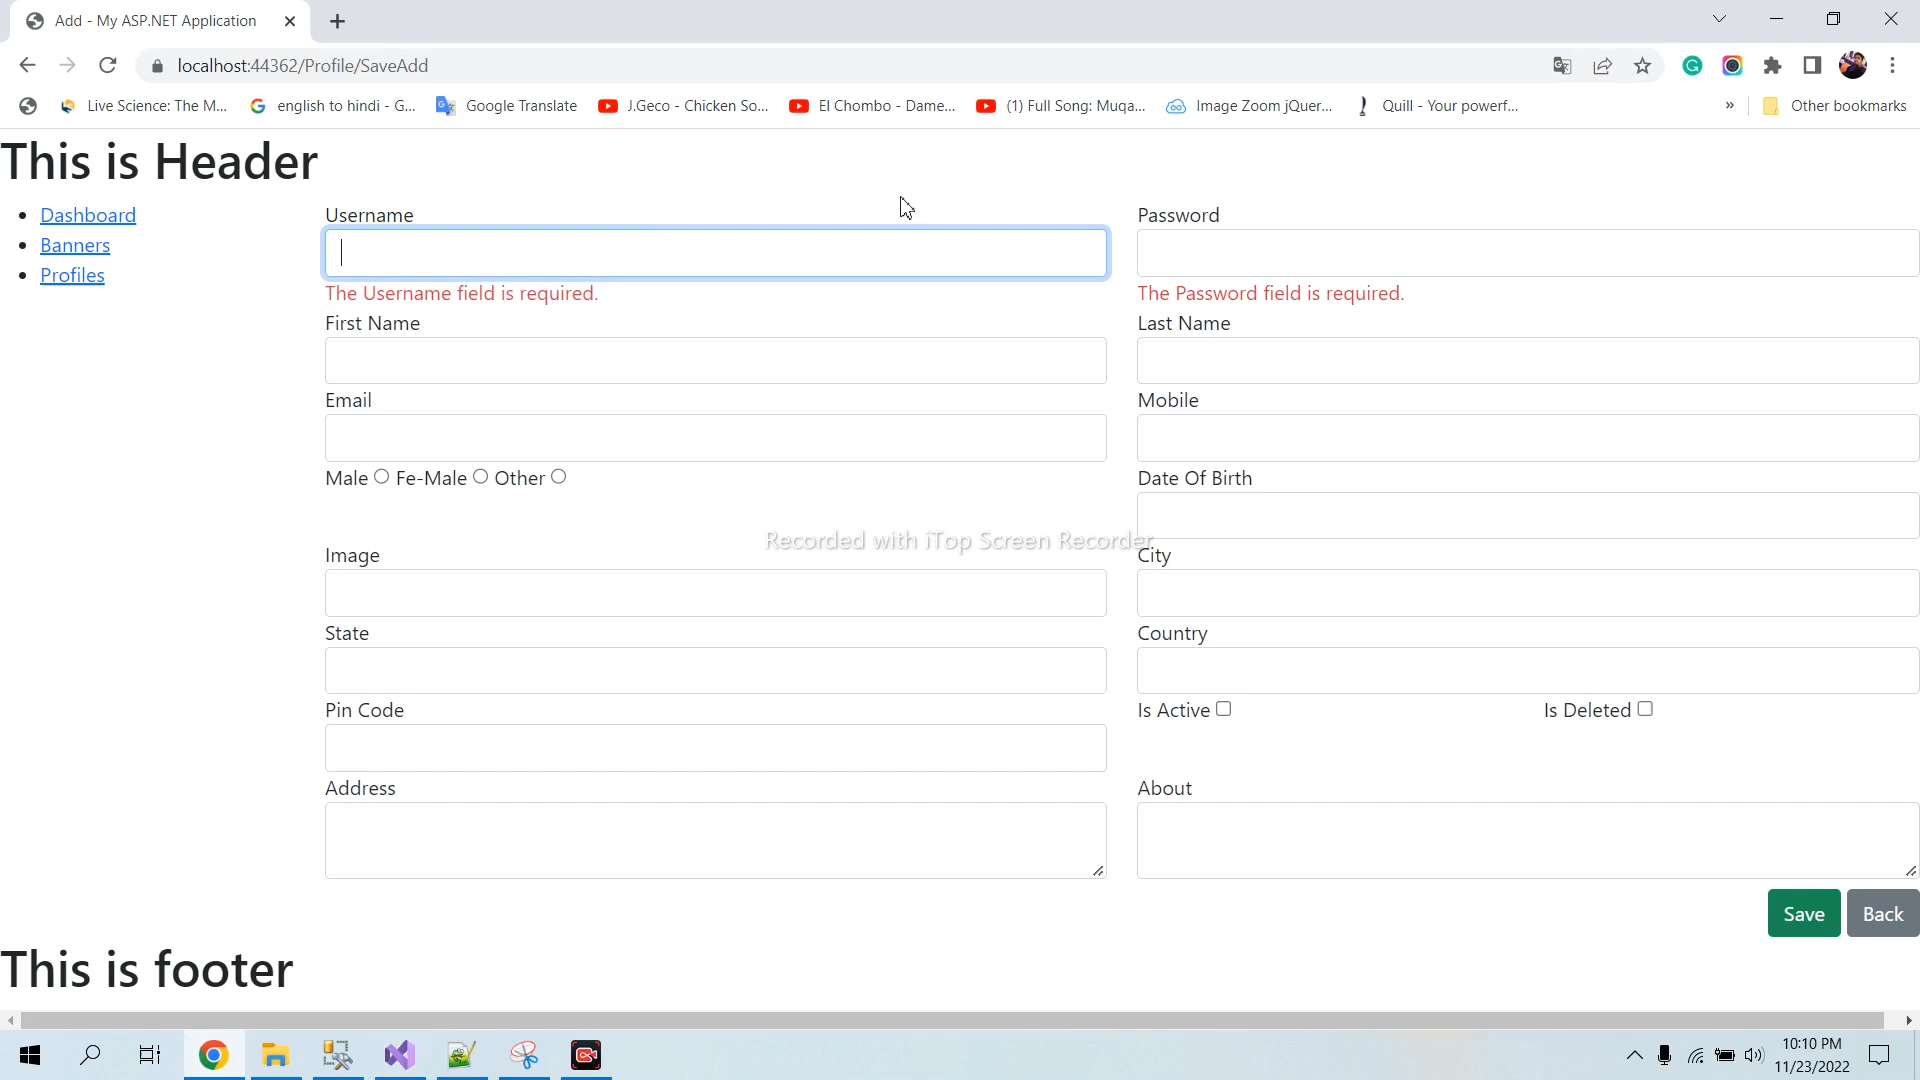 Add - My ASP.NET Application
localhost:44362/Profile/SaveAdd
Live Science: The M... english to hindi - G... Google Translate J.Geco - Chicken So... El Chombo - Dame... (1) Full Song: Muqa... Image Zoom jQuer... Quill - Your powerf... » Other bookmarks
This is Header
Dashboard
Banners
Profiles
Username Password
The Username field is required. The Password field is required.
First Name Last Name
Email Mobile
Male Fe-Male Other Date Of Birth
Recorded with iTop Screen Recorder
Image City
State Country
Pin Code Is Active Is Deleted
Address About
Save Back
This is footer
10:10 PM
11/23/2022